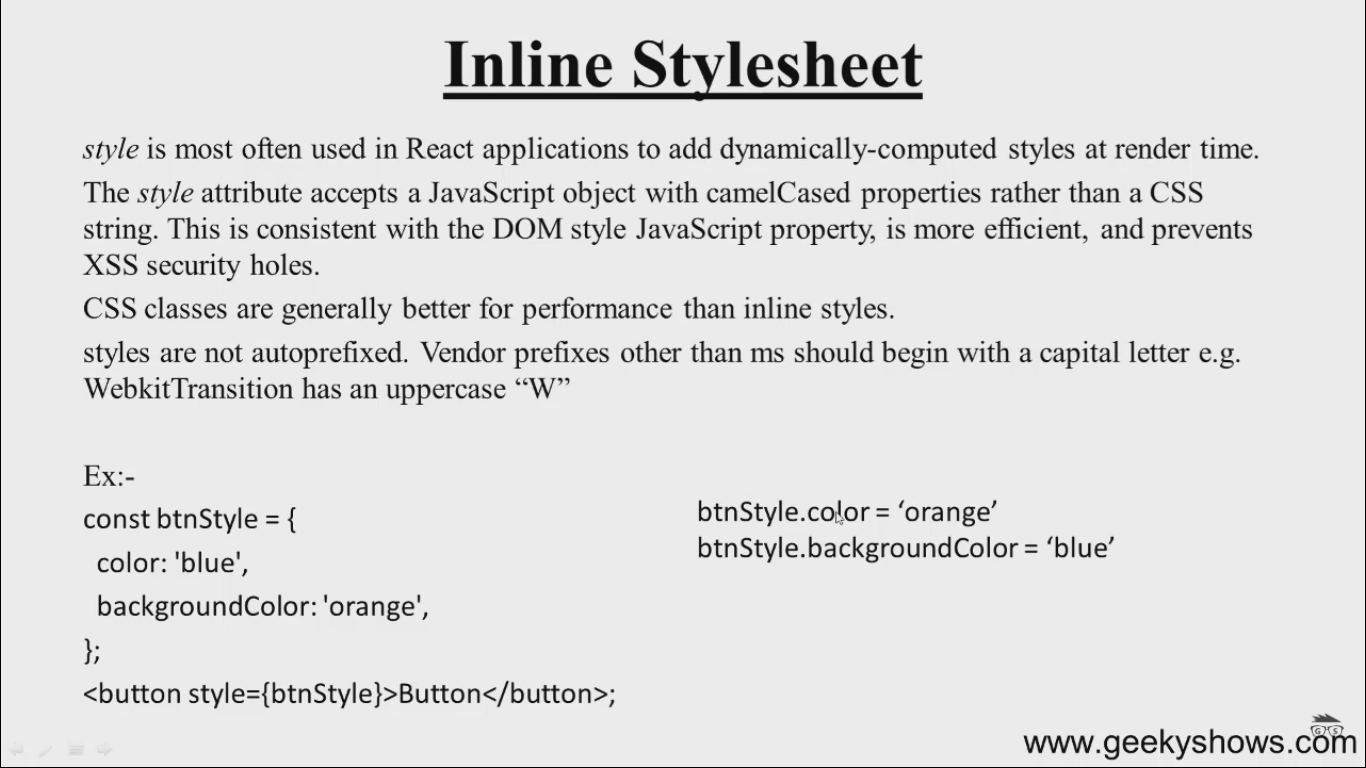 Inline Stylesheet
style is most often used in React applications to add dynamically-computed styles at render time.
The style attribute accepts a JavaScript object with camelCased properties rather than a CSS
string. This is consistent with the DOM style JavaScript property, is more efficient, and prevents
XSS security holes.
CSS classes are generally better for performance than inline styles.
styles are not autoprefixed. Vendor prefixes other than ms should begin with a capital letter e.g.
WebkitTransition has an uppercase “W”
Ex:-
const btnStyle = {
color: 'blue',
backgroundColor: 'orange',
};
<button style={btnStyle}>Button</button>;
btnStyle.color = ‘orange’
btnStyle.backgroundColor = ‘blue’
G S
www.geekyshows.com